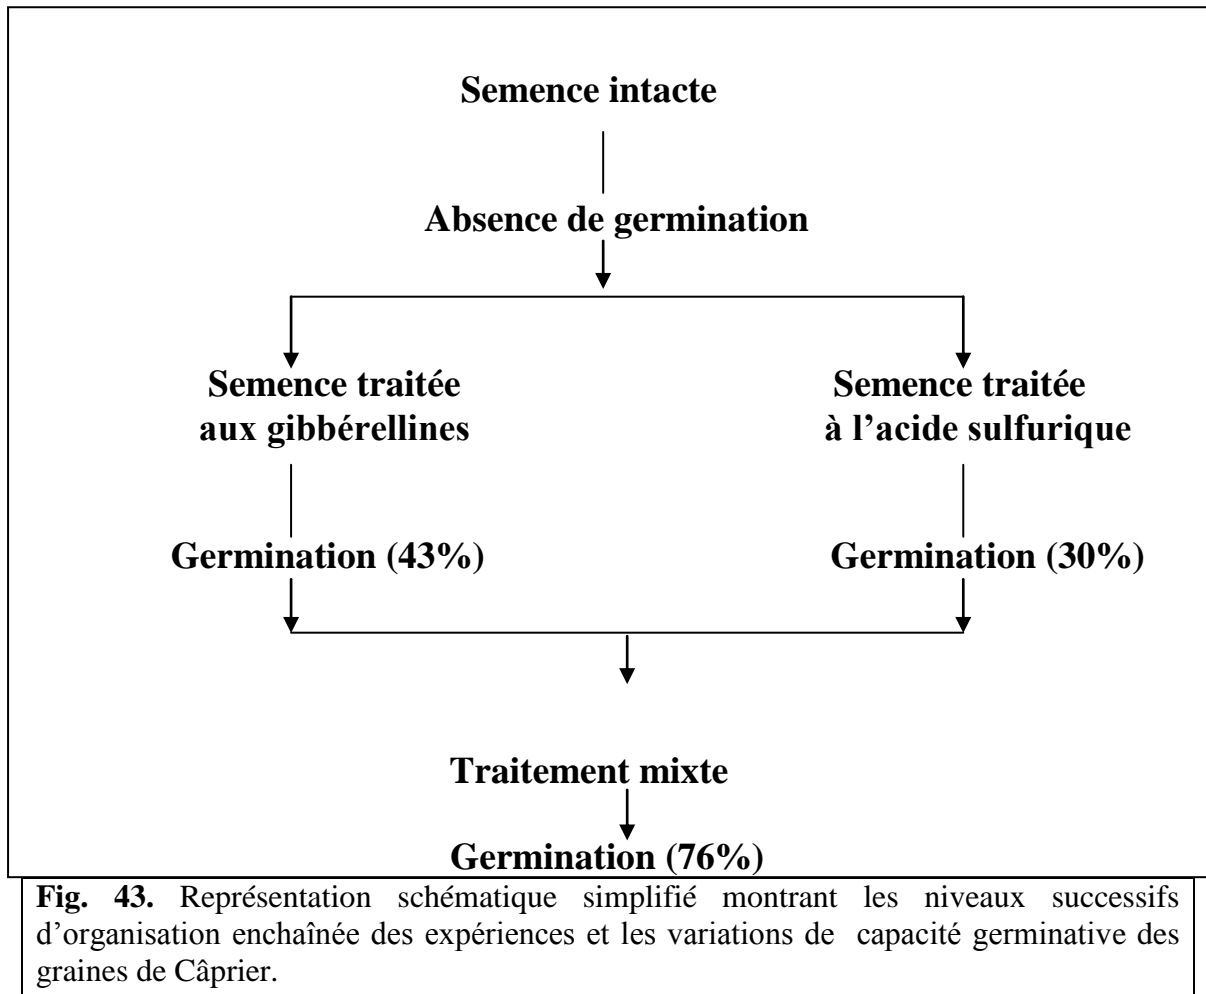 Semence intacte
Absence de germination
Semence traitée
aux gibbérellines
Semence traitée
à l’acide sulfurique
Germination (43%)
Germination (30%)
Traitement mixte
Germination (76%)
Fig. 43. Représentation schématique simplifié montrant les niveaux successifs
d’organisation enchaînée des expériences et les variations de capacité germinative des
graines de Câprier.